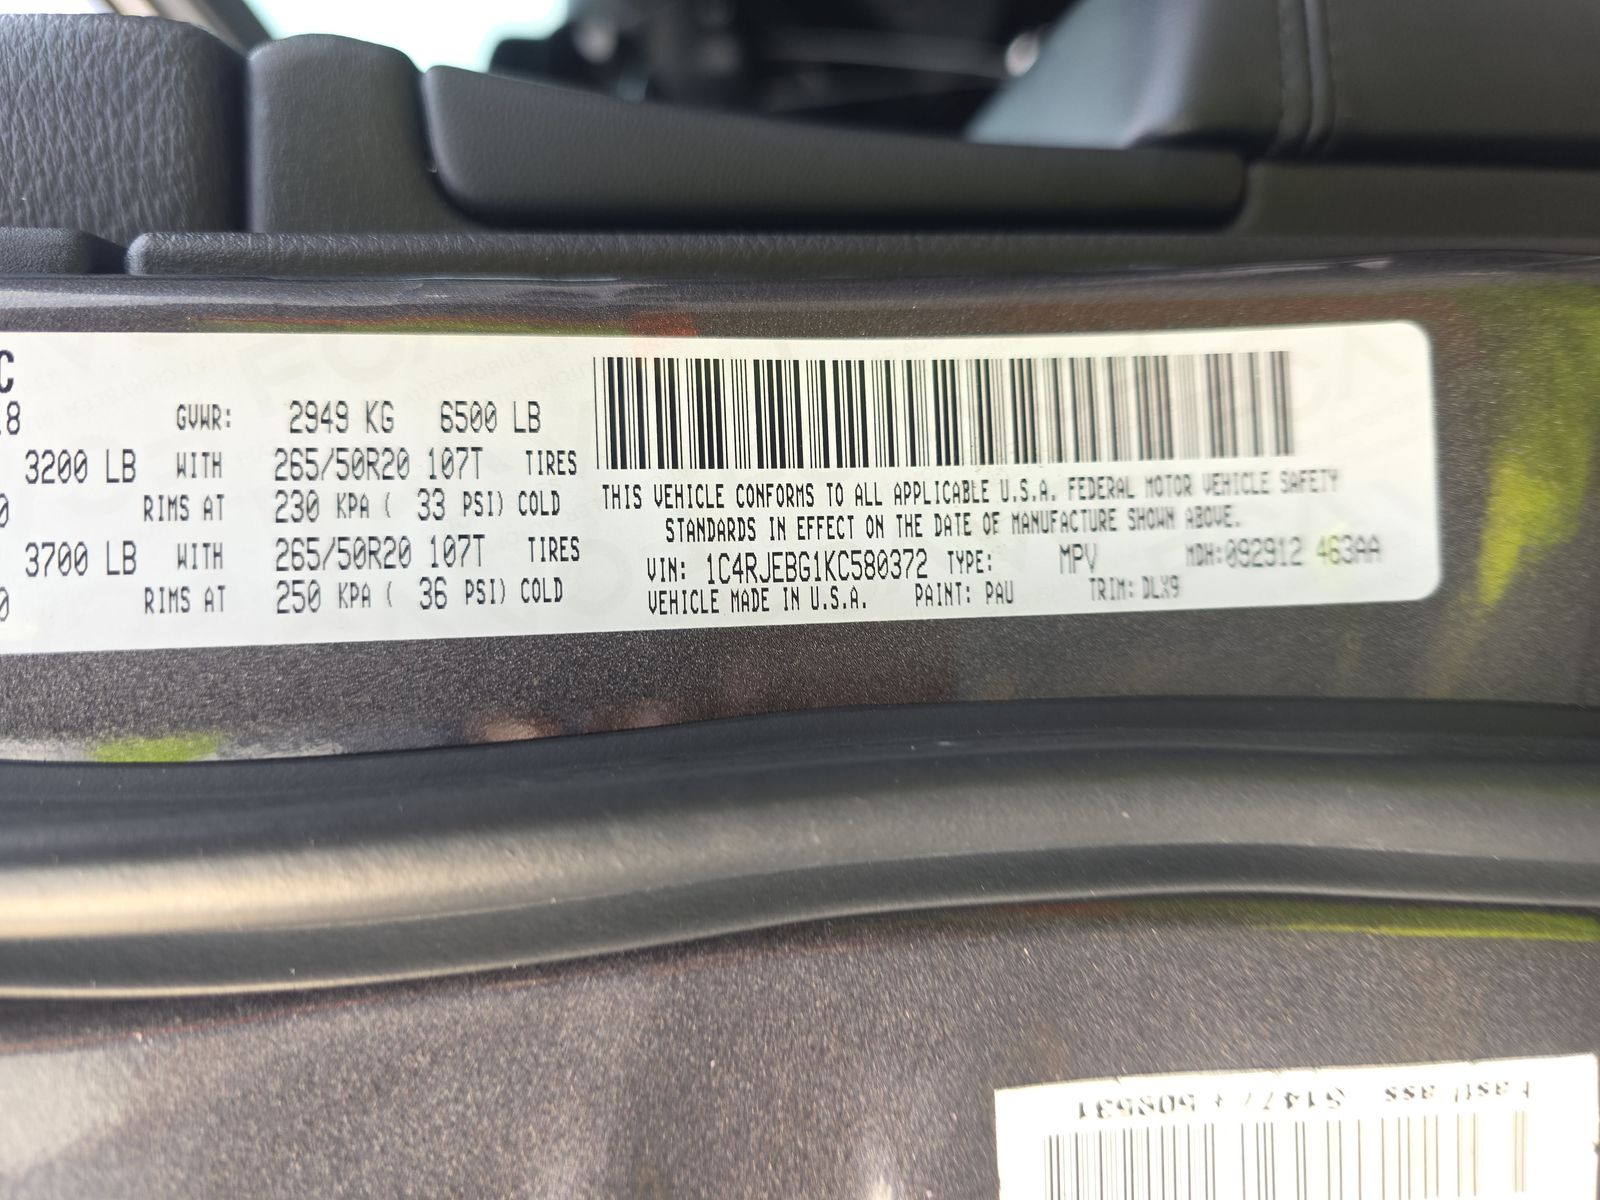 C
.8 GVWR: 2949 KG 6500 LB
3200 LB WITH 265/50R20 107T TIRES
0 RIMS AT 230 KPA ( 33 PSI) COLD
3700 LB WITH 265/50R20 107T TIRES
0 RIMS AT 250 KPA ( 36 PSI) COLD
THIS VEHICLE CONFORMS TO ALL APPLICABLE U.S.A. FEDERAL MOTOR VEHICLE SAFETY
STANDARDS IN EFFECT ON THE DATE OF MANUFACTURE SHOWN ABOVE.
VIN: 1C4RJEBG1KC580372 TYPE: MPV MDH:092912 463AA
VEHICLE MADE IN U.S.A. PAINT: PAU TRIM: DLX9